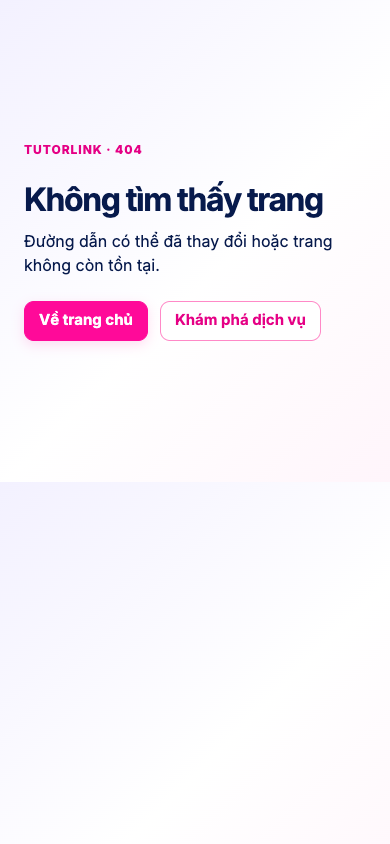 TUTORLINK · 404
Không tìm thấy trang
Đường dẫn có thể đã thay đổi hoặc trang
không còn tồn tại.
Về trang chủ
Khám phá dịch vụ